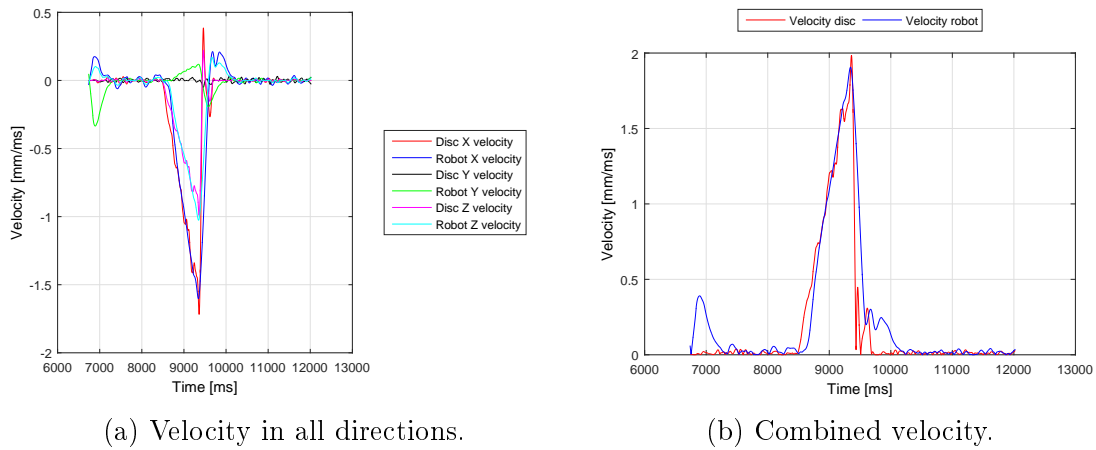 0.5
0
-0.5
-1
-1.5
-2
6000 7000 8000 9000 10000 11000 12000 13000
Time [ms]
Velocity [mm/ms]
Disc X velocity
Robot X velocity
Disc Y velocity
Robot Y velocity
Disc Z velocity
Robot Z velocity
(a) Velocity in all directions.
Velocity disc Velocity robot
2
1.5
1
0.5
0
6000 7000 8000 9000 10000 11000 12000 13000
Time [ms]
Velocity [mm/ms]
(b) Combined velocity.